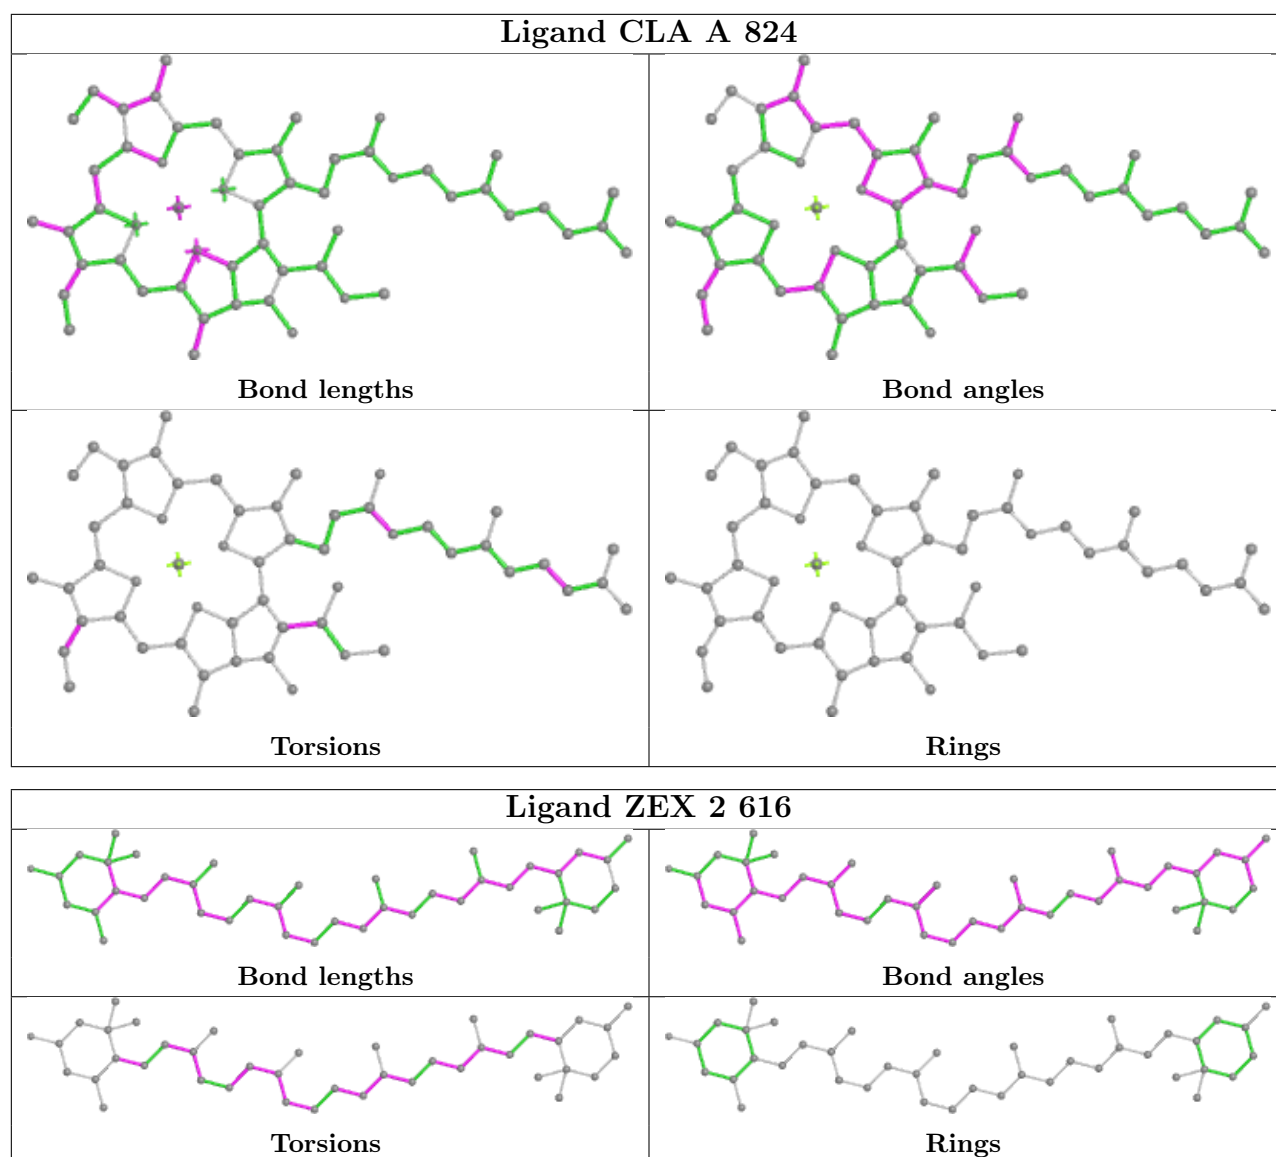 Ligand CLA A 824
Bond lengths
Bond angles
Torsions
Rings
Ligand ZEX 2 616
Bond lengths
Bond angles
Torsions
Rings